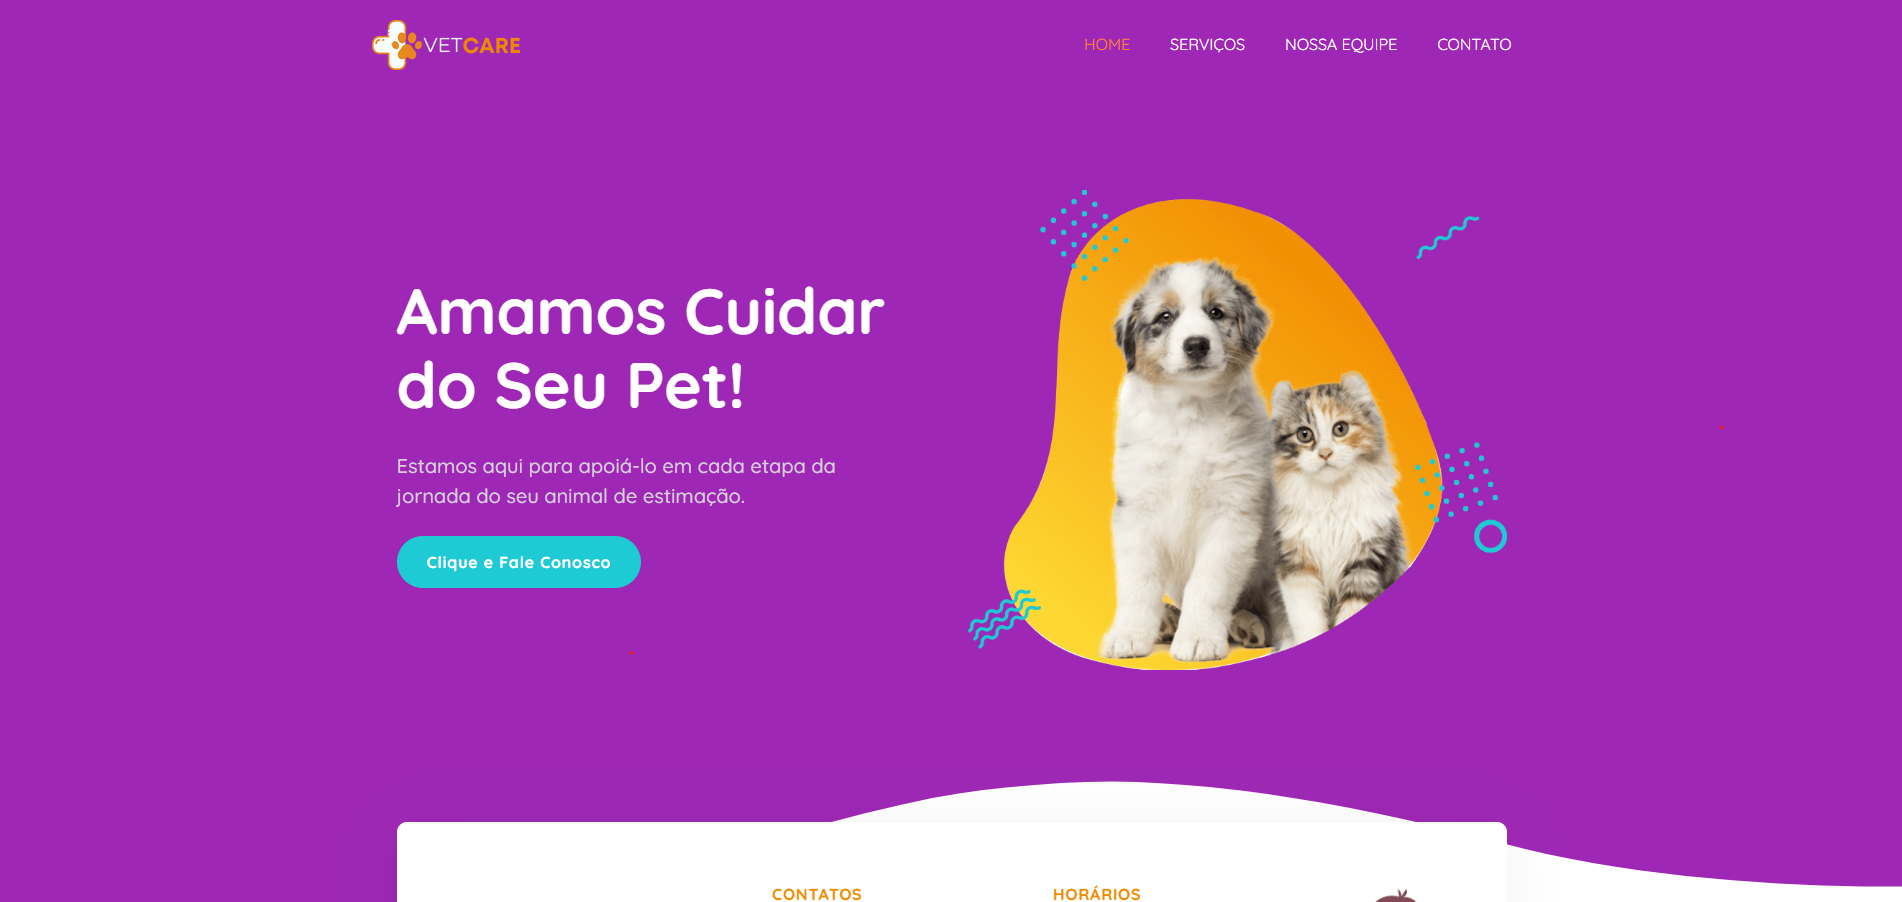 VETCARE
HOME SERVIÇOS NOSSA EQUIPE CONTATO
Amamos Cuidar
do Seu Pet!
Estamos aqui para apoiá-lo em cada etapa da
jornada do seu animal de estimação.
Clique e Fale Conosco
CONTATOS HORÁRIOS